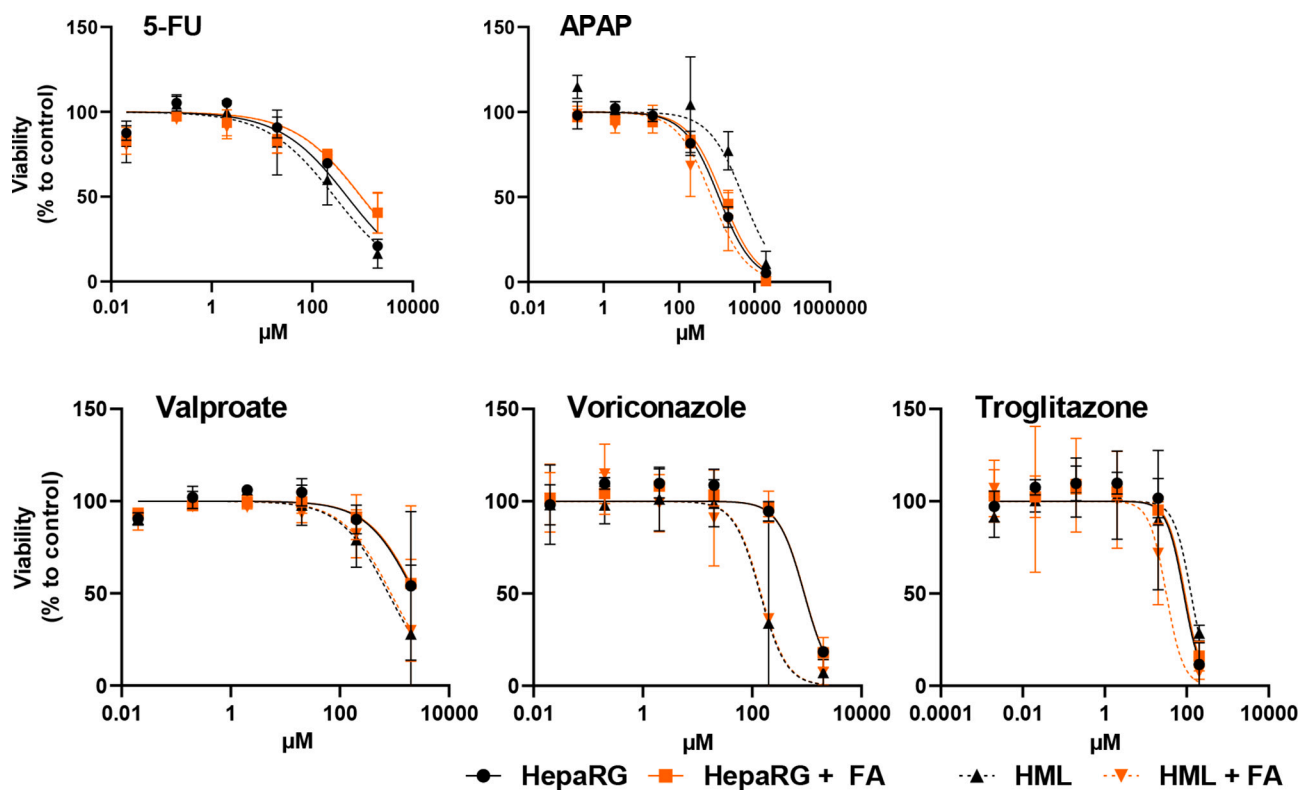 5-FU
APAP
Viability
(% to control)
150
100
50
0
0.01 1 100 10000
µM
150
100
50
0
0.01 1 100 10000 1000000
µM
Valproate
Voriconazole
Troglitazone
Viability
(% to control)
150
100
50
0
0.01 1 100 10000
µM
150
100
50
0
0.01 1 100 10000
µM
150
100
50
0
0.0001 0.01 1 100 10000
µM
HepaRG HepaRG + FA HML HML + FA